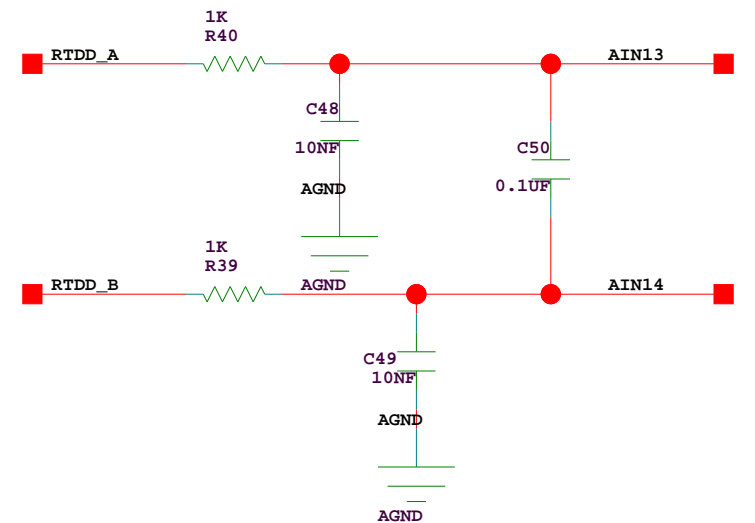 1K
R40
RTDD_A
AIN13
C48
10NF
C50
AGND
0.1UF
1K
R39
RTDD_B
AGND
AIN14
C49
10NF
AGND
AGND